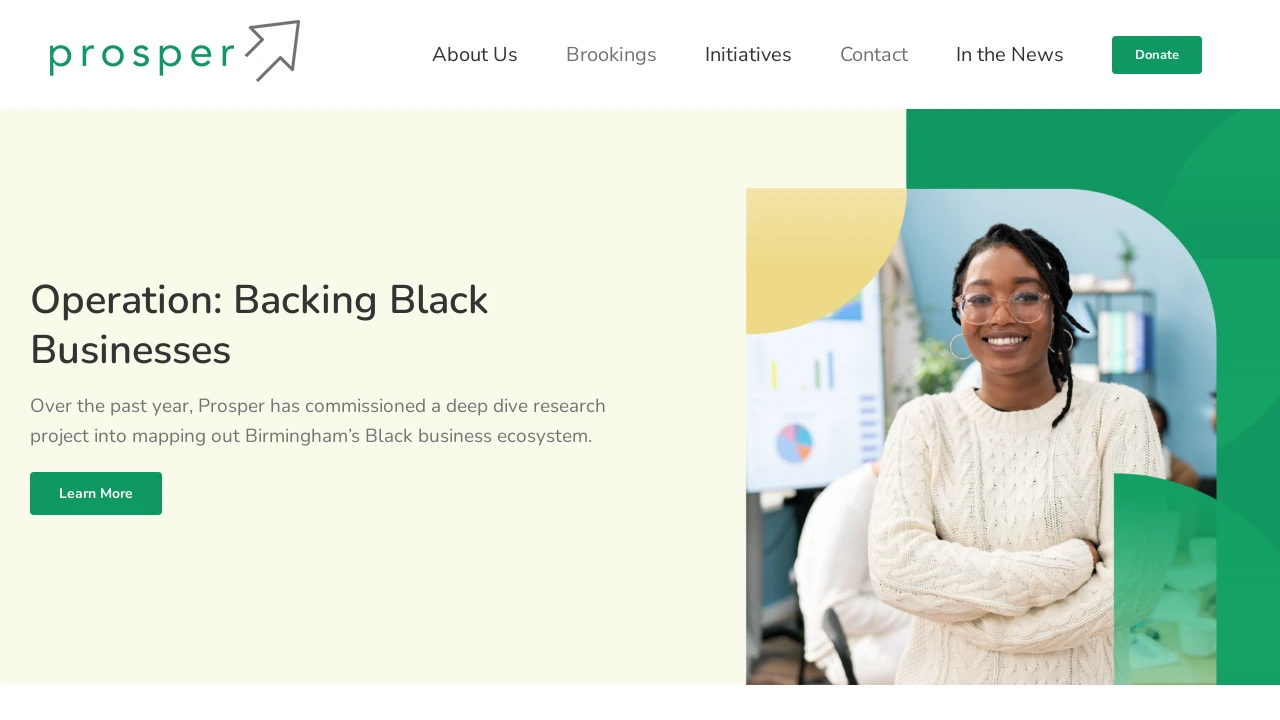 prosper
About Us
Brookings
Initiatives
Contact
In the News
Donate
Operation: Backing Black
Businesses
Over the past year, Prosper has commissioned a deep dive research
project into mapping out Birmingham’s Black business ecosystem.
Learn More